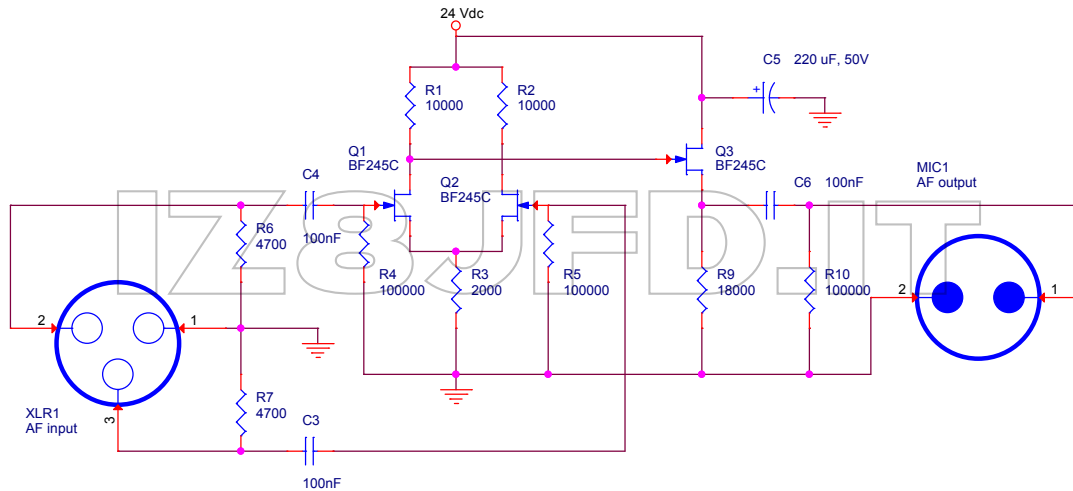 24 Vdc
C5 220 uF, 50V
+
R1
10000
R2
10000
Q1
BF245C
Q2
BF245C
Q3
BF245C
MIC1
AF output
C4
100nF
C6 100nF
IZ8JFD.IT
R6
4700
R4
100000
R3
2000
R5
100000
R9
18000
R10
100000
2
1
2
1
3
XLR1
AF input
R7
4700
C3
100nF